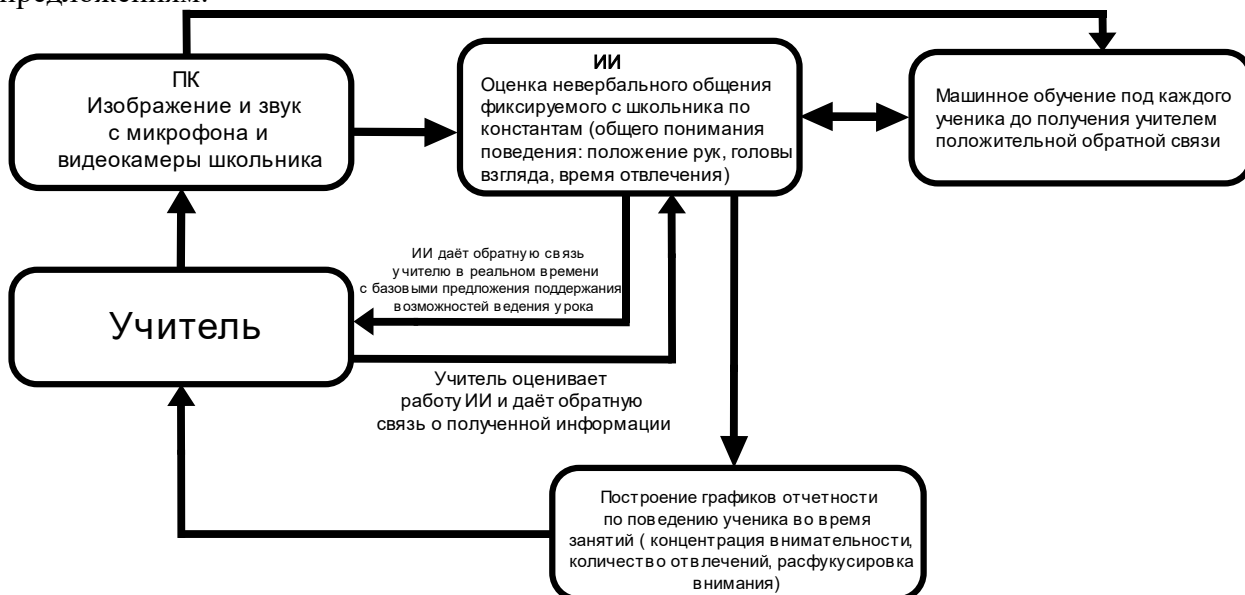 предложениям.
ПК
Изображение и звук
с микрофона и
видеокамеры школьника
ИИ
Оценка невербального общения
фиксируемого с школьника по
константам (общего понимания
поведения: положение рук, головы
взгляда, время отвлечения)
Машинное обучение под каждого
ученика до получения учителем
положительной обратной связи
ИИ даёт обратную связь
учителю в реальном времени
с базовыми предложения поддержания
возможностей ведения урока
Учитель
Учитель оценивает
работу ИИ и даёт обратную
связь о полученной информации
Построение графиков отчетности
по поведению ученика во время
занятий ( концентрация внимательности,
количество отвлечений, расфукусировка
внимания)